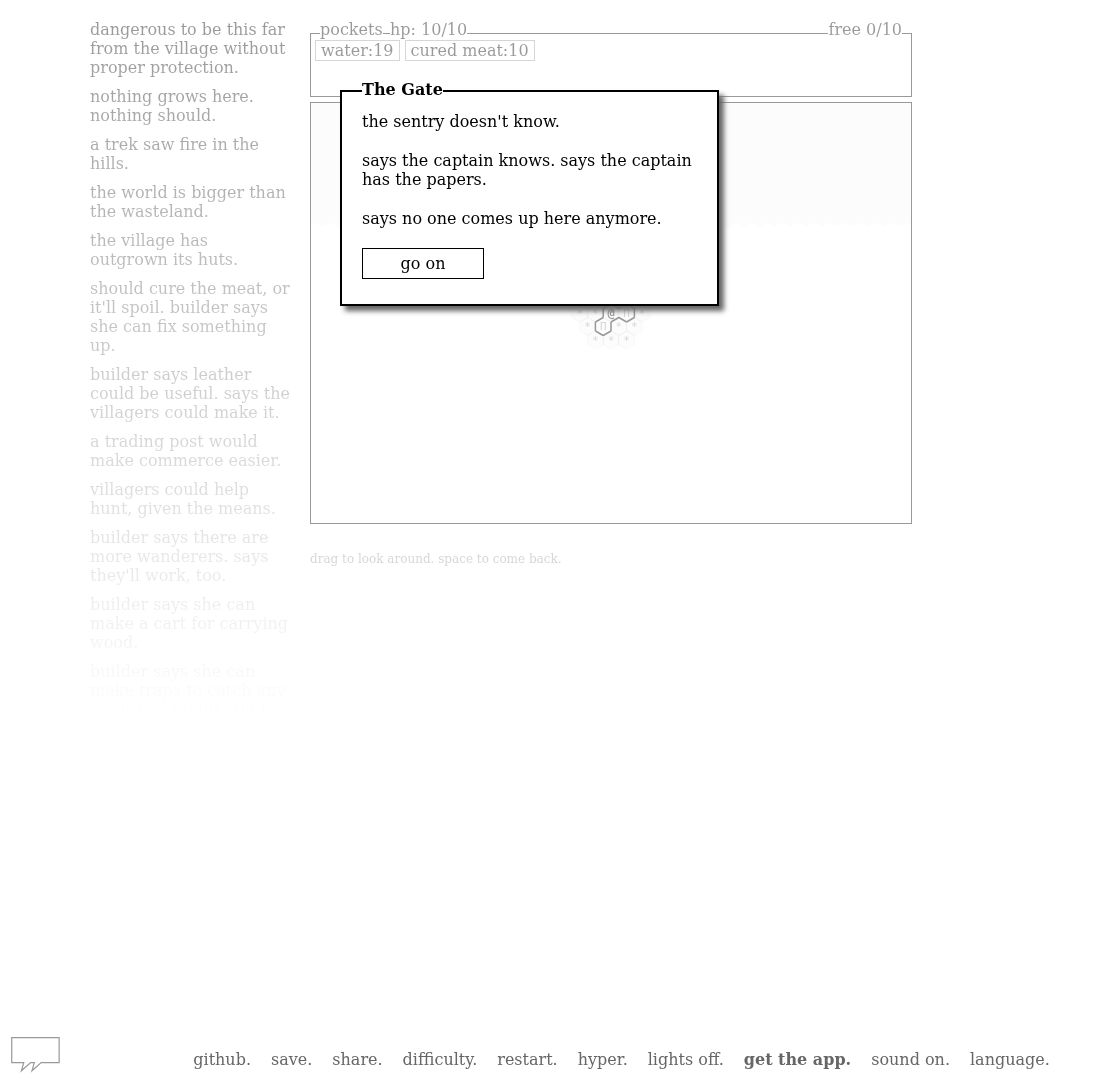 dangerous to be this far
from the village without
proper protection.
nothing grows here.
nothing should.
a trek saw fire in the
hills.
the world is bigger than
the wasteland.
the village has
outgrown its huts.
should cure the meat, or
it'll spoil. builder says
she can fix something
up.
builder says leather
could be useful. says the
villagers could make it.
a trading post would
make commerce easier.
villagers could help
hunt, given the means.
builder says there are
more wanderers. says
they'll work, too.
builder says she can
make a cart for carrying
wood.
builder says she can
make traps to catch any
pockets hp: 10/10 free 0/10
water:19 cured meat:10
The Gate
the sentry doesn't know.
says the captain knows. says the captain
has the papers.
says no one comes up here anymore.
go on
@
drag to look around. space to come back.
github. save. share. difficulty. restart. hyper. lights off. get the app. sound on. language.